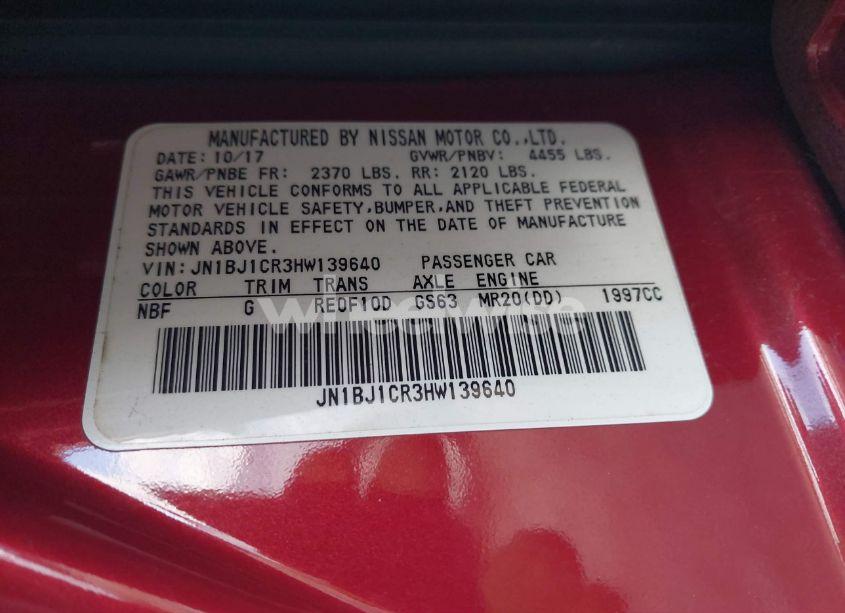 MANUFACTURED BY NISSAN MOTOR CO.,LTD.
DATE: 10/17 GVWR/PNBV: 4455 LBS.
GAWR/PNBE FR: 2370 LBS. RR: 2120 LBS.
THIS VEHICLE CONFORMS TO ALL APPLICABLE FEDERAL
MOTOR VEHICLE SAFETY,BUMPER,AND THEFT PREVENTION
STANDARDS IN EFFECT ON THE DATE OF MANUFACTURE
SHOWN ABOVE.
VIN: JN1BJ1CR3HW139640 PASSENGER CAR
COLOR TRIM TRANS AXLE ENGINE
NBF G RE0F10D GS63 MR20(DD) 1997CC
wheelwise
JN1BJ1CR3HW139640